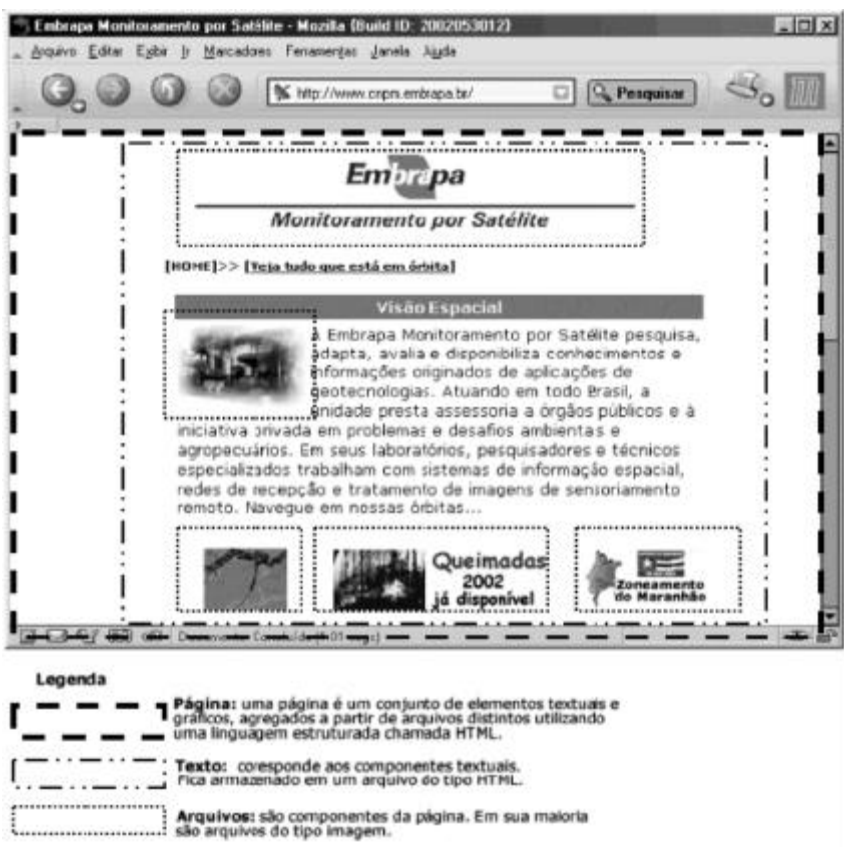 Embrapa Monitoramento por Satélite - Mozilla {Build ID: 2002053012}
Arquivo Editar Exibir Ir Marcadores Ferramentas Janela Ajuda
http://www.cnpm.embrapa.br/
Pesquisar
Embrapa
Monitoramento por Satélite
[HOME]>> [Veja tudo que está em órbita]
Visão Espacial
A Embrapa Monitoramento por Satélite pesquisa,
adapta, avalia e disponibiliza conhecimentos e
informações originados de aplicações de
geotecnologias. Atuando em todo Brasil, a
unidade presta assessoria a órgãos públicos e à
iniciativa privada em problemas e desafios ambientas e
agropecuários. Em seus laboratórios, pesquisadores e técnicos
especializados trabalham com sistemas de informação espacial,
redes de recepção e tratamento de imagens de sensoriamento
remoto. Navegue em nossas órbitas...
Queimadas
2002
já disponível
Zoneamento
do Maranhão
Legenda
Página: uma página é um conjunto de elementos textuais e
gráficos, agregados a partir de arquivos distintos utilizando
uma linguagem estruturada chamada HTML.
Texto: coresponde aos componentes textuais.
Fica armazenado em um arquivo do tipo HTML.
Arquivos: são componentes da página. Em sua maioria
são arquivos do tipo imagem.